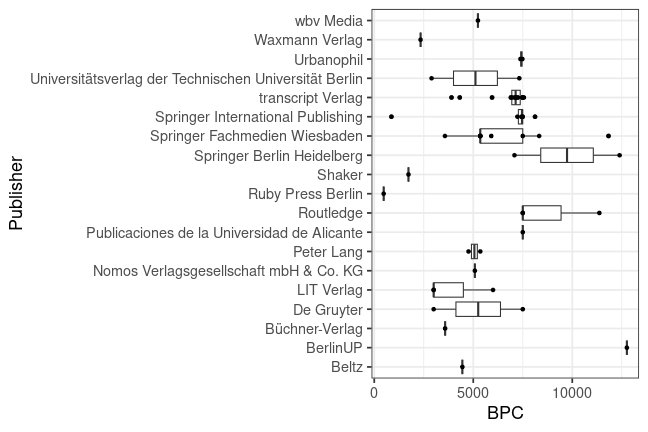 wbv Media
Waxmann Verlag
Urbanophil
Universitätsverlag der Technischen Universität Berlin
transcript Verlag
Springer International Publishing
Springer Fachmedien Wiesbaden
Springer Berlin Heidelberg
Shaker
Ruby Press Berlin
Routledge
Publicaciones de la Universidad de Alicante
Peter Lang
Nomos Verlagsgesellschaft mbH & Co. KG
LIT Verlag
De Gruyter
Büchner-Verlag
BerlinUP
Beltz
Publisher
0 5000 10000
BPC